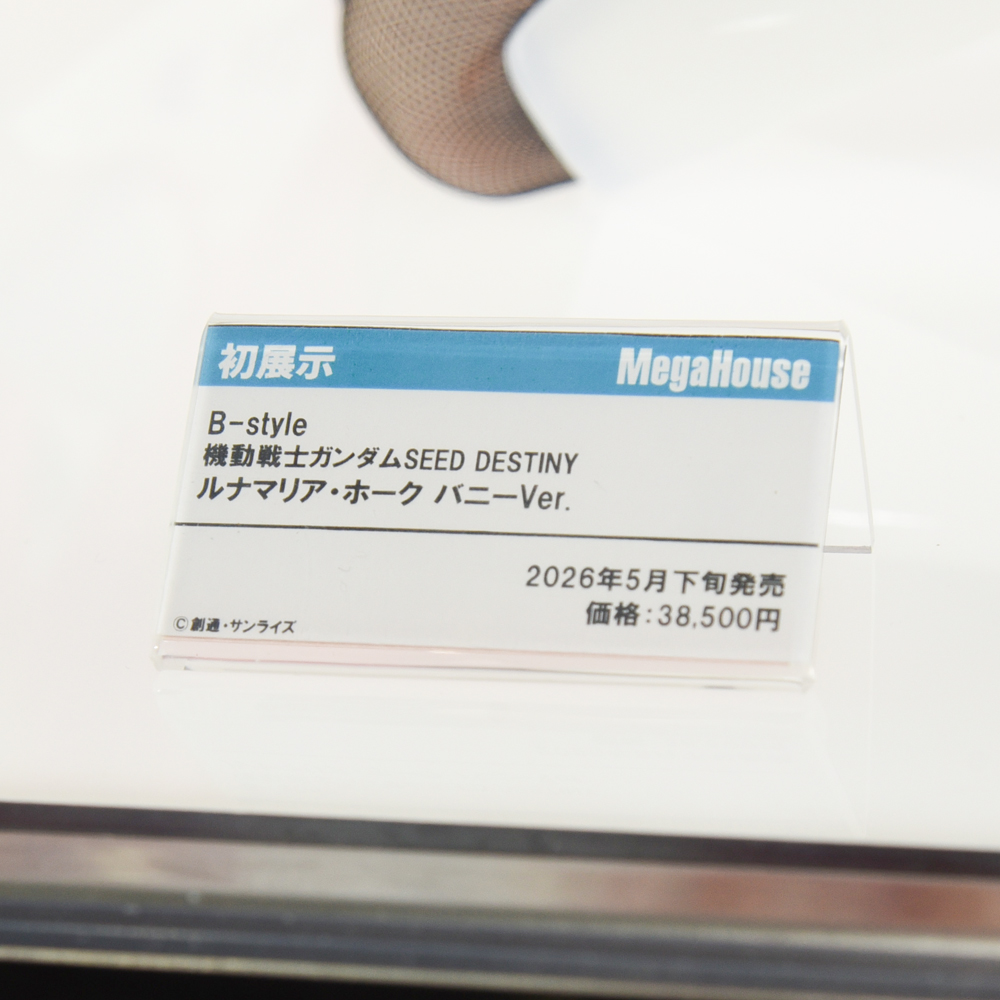 初展示 MegaHouse
B-style
機動戦士ガンダムSEED DESTINY
ルナマリア・ホーク バニーVer.
2026年5月下旬発売
価格:38,500円
©創通・サンライズ